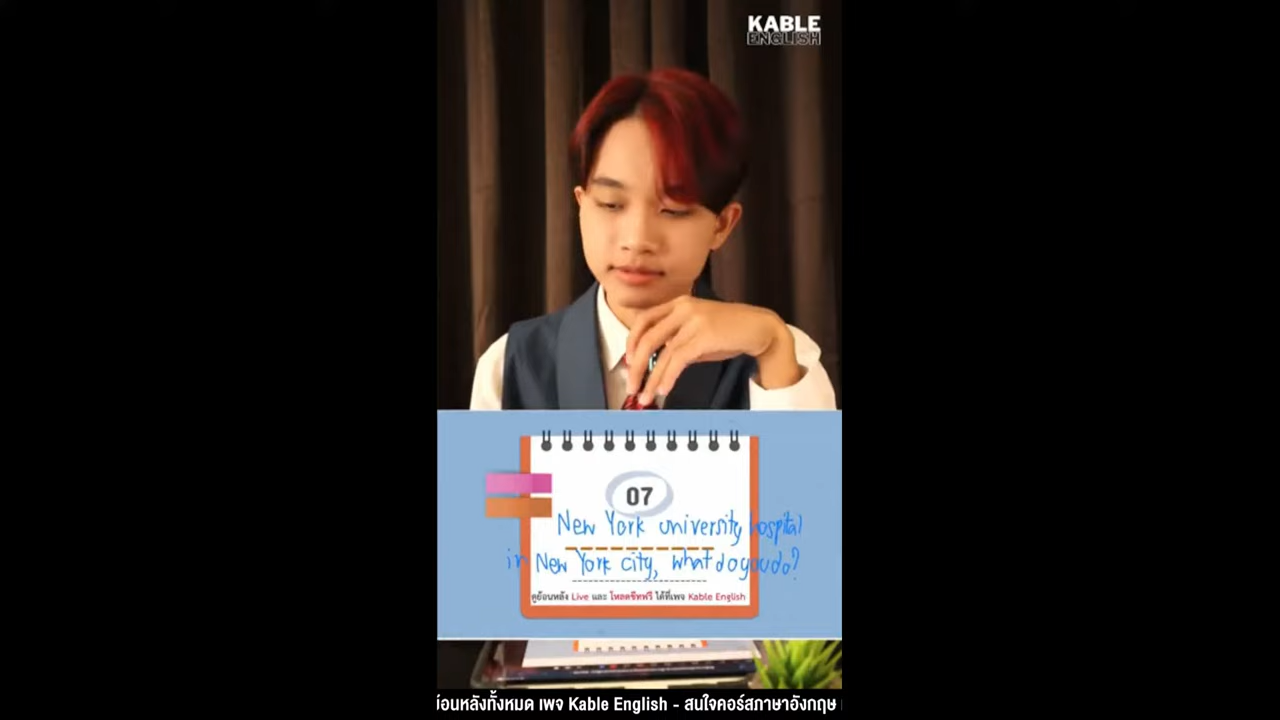 KABLE
ENGLISH
07
New York university hospital
in New York city, what do you do?
ดูย้อนหลัง Live และ โหลดชีทฟรี ได้ที่เพจ Kable English
ย้อนหลังทั้งหมด เพจ Kable English - สนใจคอร์สภาษาอังกฤษ